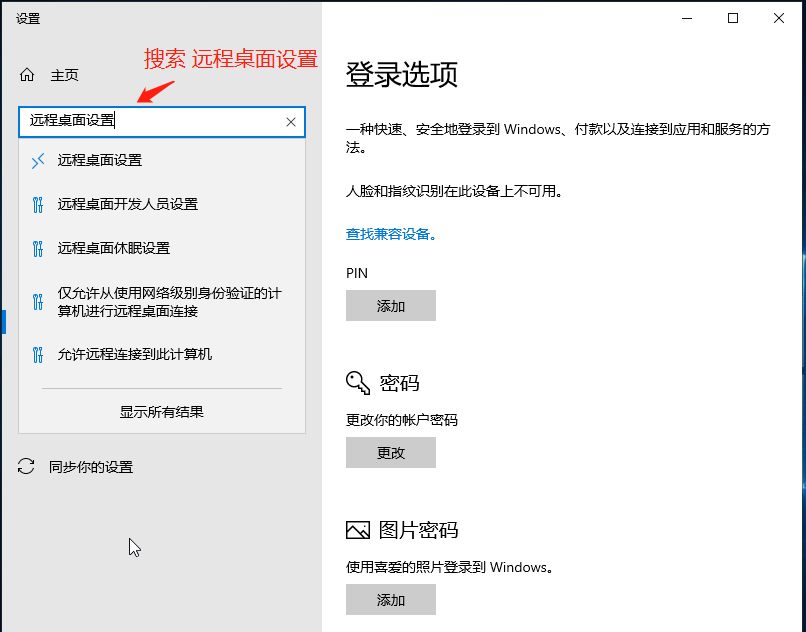 设置
搜索 远程桌面设置
主页
远程桌面设置
远程桌面设置
远程桌面开发人员设置
远程桌面休眠设置
仅允许从使用网络级别身份验证的计
算机进行远程桌面连接
允许远程连接到此计算机
显示所有结果
同步你的设置
登录选项
一种快速、安全地登录到 Windows、付款以及连接到应用和服务的方
法。
人脸和指纹识别在此设备上不可用。
查找兼容设备。
PIN
添加
密码
更改你的帐户密码
更改
图片密码
使用喜爱的照片登录到 Windows。
添加